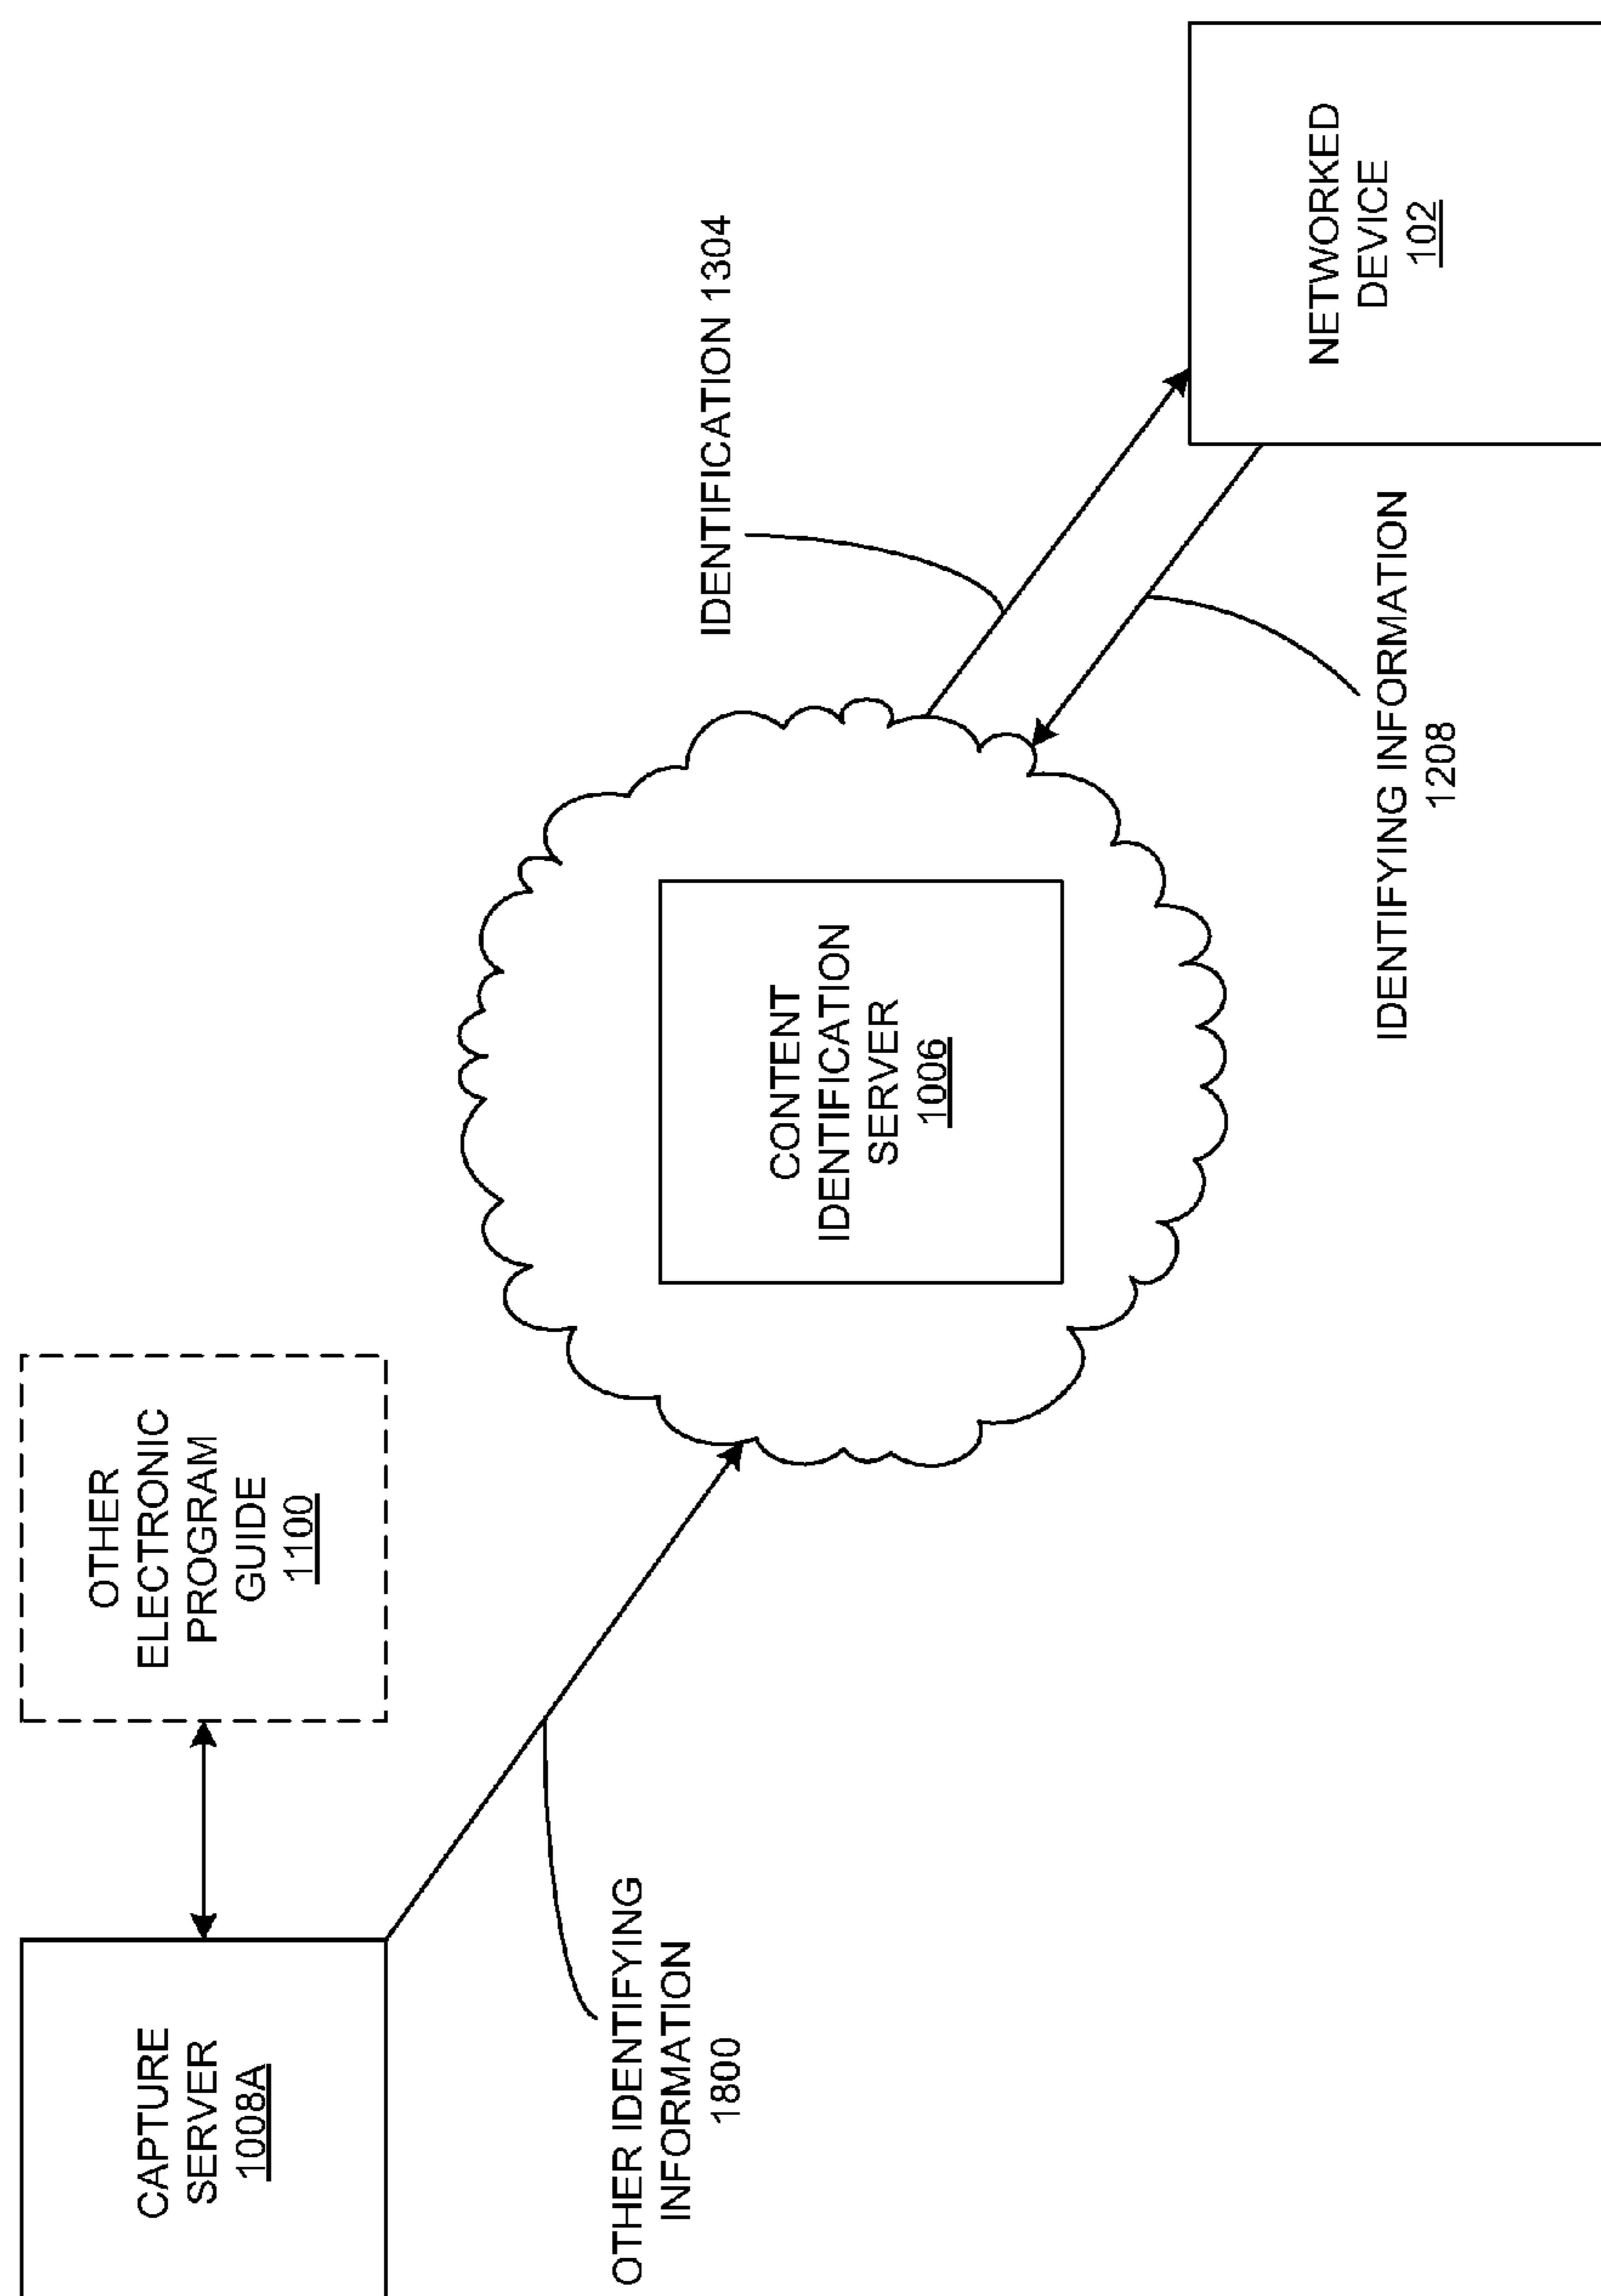 CAPTURE
SERVER
1008A
OTHER
ELECTRONIC
PROGRAM
GUIDE
1100
OTHER IDENTIFYING
INFORMATION
1800
CONTENT
IDENTIFICATION
SERVER
1006
IDENTIFICATION 1304
IDENTIFYING INFORMATION
1208
NETWORKED
DEVICE
102